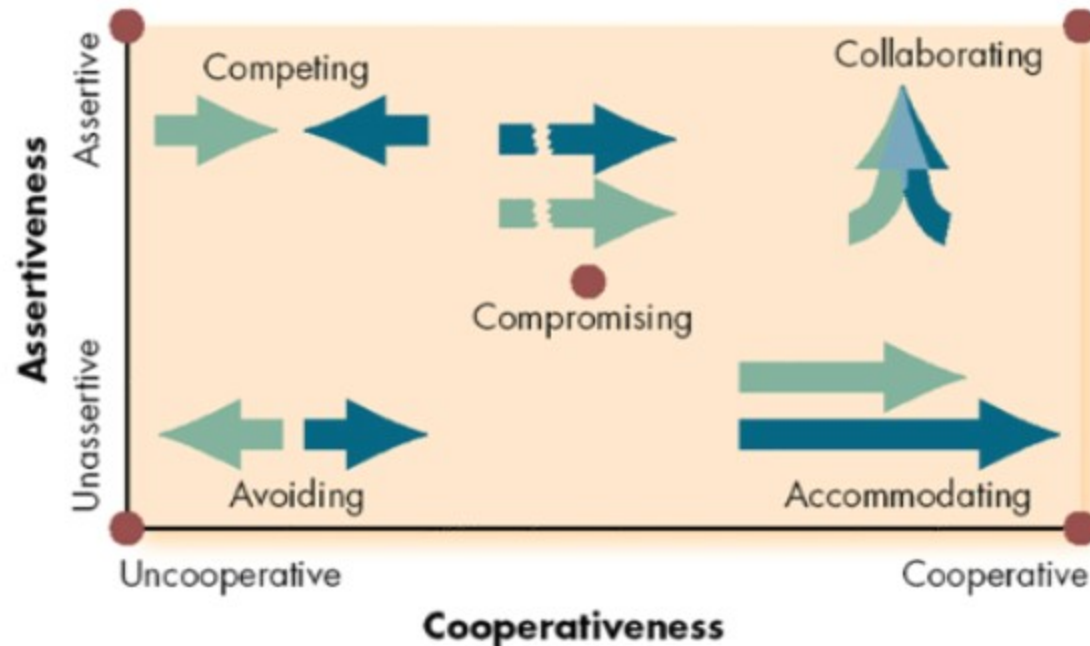 Assertiveness
Assertive
Unassertive
Competing
Collaborating
Compromising
Avoiding
Accommodating
Uncooperative
Cooperative
Cooperativeness